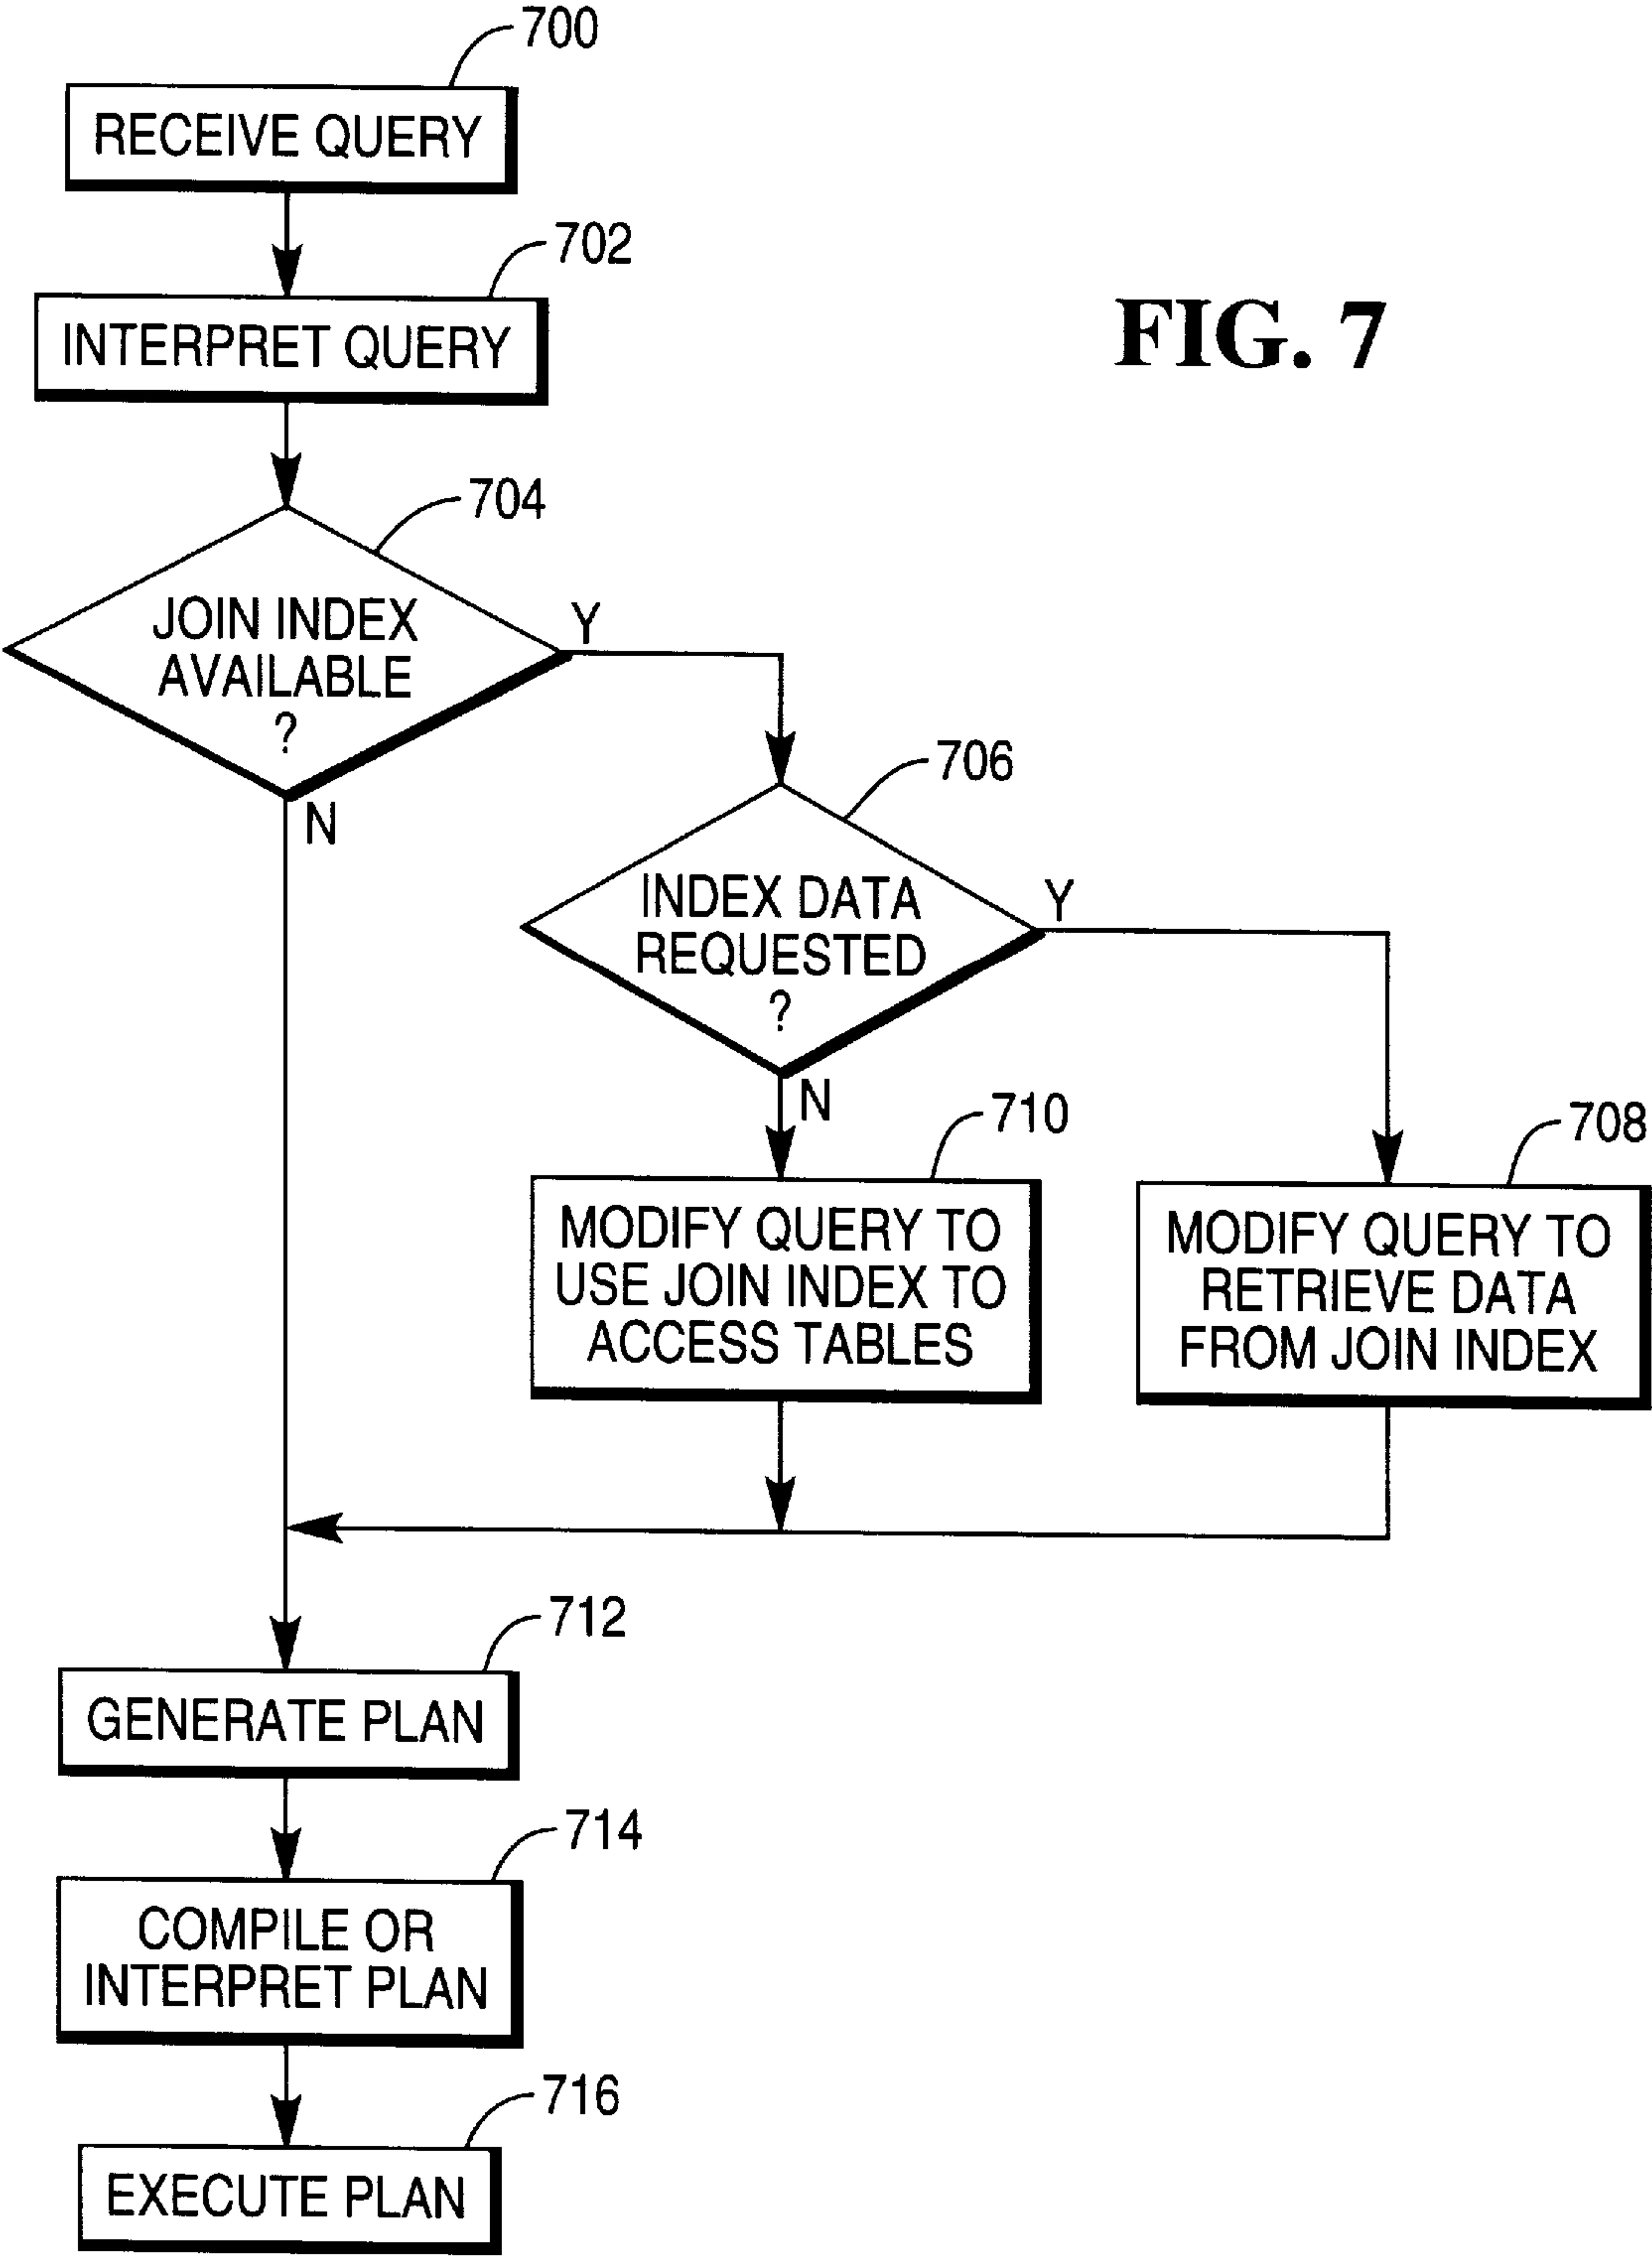 700
RECEIVE QUERY
702
INTERPRET QUERY
FIG. 7
704
JOIN INDEX
AVAILABLE
?
Y
N
706
INDEX DATA
REQUESTED
?
Y
N
710
MODIFY QUERY TO
USE JOIN INDEX TO
ACCESS TABLES
708
MODIFY QUERY TO
RETRIEVE DATA
FROM JOIN INDEX
712
GENERATE PLAN
714
COMPILE OR
INTERPRET PLAN
716
EXECUTE PLAN